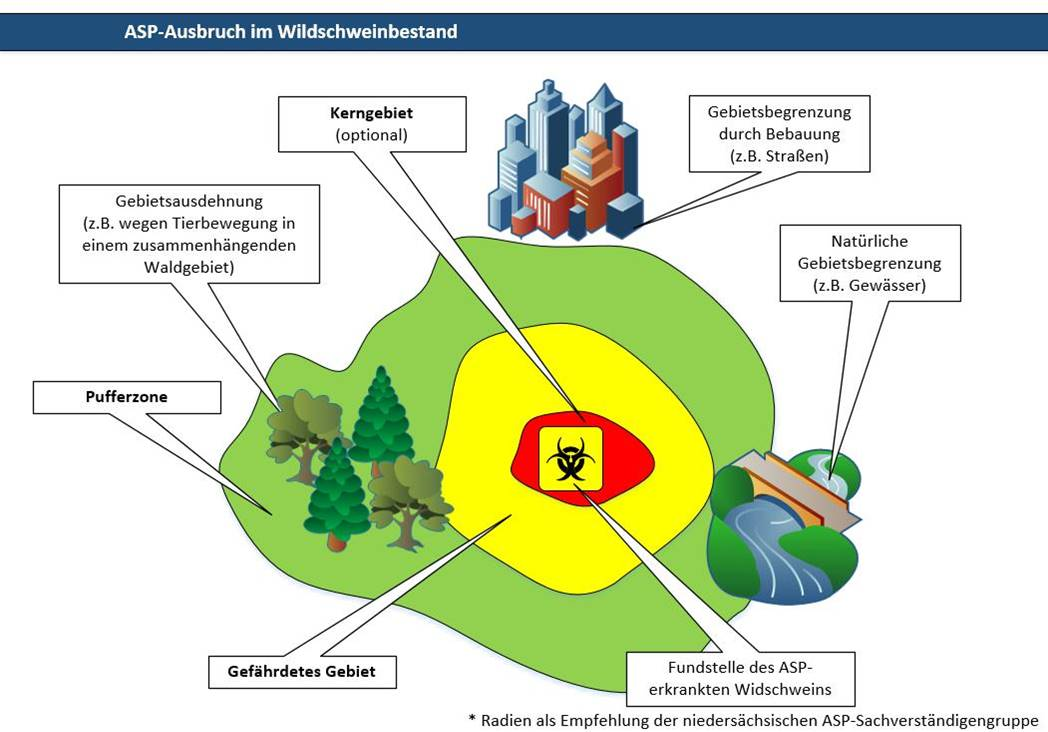 ASP-Ausbruch im Wildschweinbestand
Kerngebiet
(optional)
Gebietsbegrenzung
durch Bebauung
(z.B. Straßen)
Gebietsausdehnung
(z.B. wegen Tierbewegung in
einem zusammenhängenden
Waldgebiet)
Natürliche
Gebietsbegrenzung
(z.B. Gewässer)
Pufferzone
Gefährdetes Gebiet
Fundstelle des ASP-
erkrankten Widschweins
* Radien als Empfehlung der niedersächsischen ASP-Sachverständigengruppe